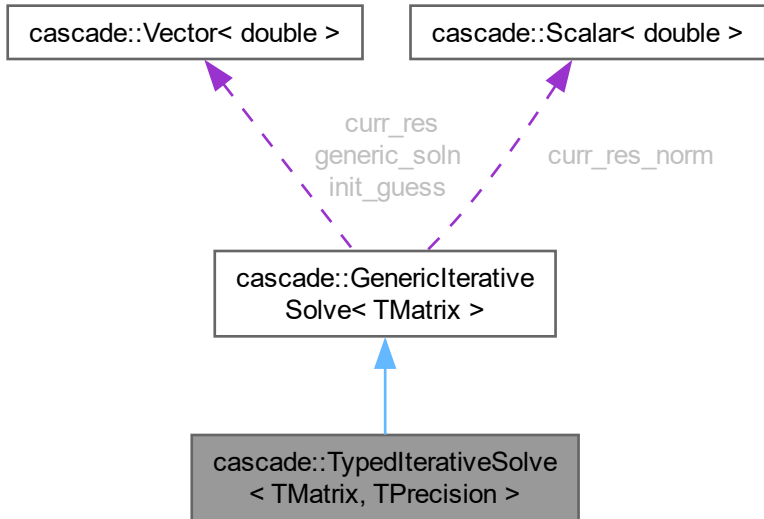 cascade::Vector< double >
cascade::Scalar< double >
curr_res
generic_soln
init_guess
curr_res_norm
cascade::GenericIterative
Solve< TMatrix >
cascade::TypedIterativeSolve
< TMatrix, TPrecision >